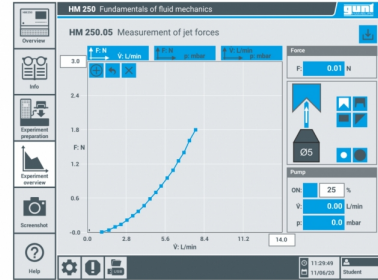 HM 250 Fundamentals of fluid mechanics
gunt
HM 250.05 Measurement of jet forces
Overview
Info
Experiment preparation
Experiment overview
Screenshot
Help
F: N
V̇: L/min
F: N
p: mbar
V̇: L/min
p: mbar
3.0
2.4
1.8
F: N
1.2
0.6
-0.0
0.0
2.8
5.6
8.4
11.2
14.0
V̇: L/min
Force
F: 0.01 N
Ø5
Pump
ON: 25 %
V̇: 0.00 L/min
p: 0.0 mbar
USB
11:29:49
11/06/20
Student